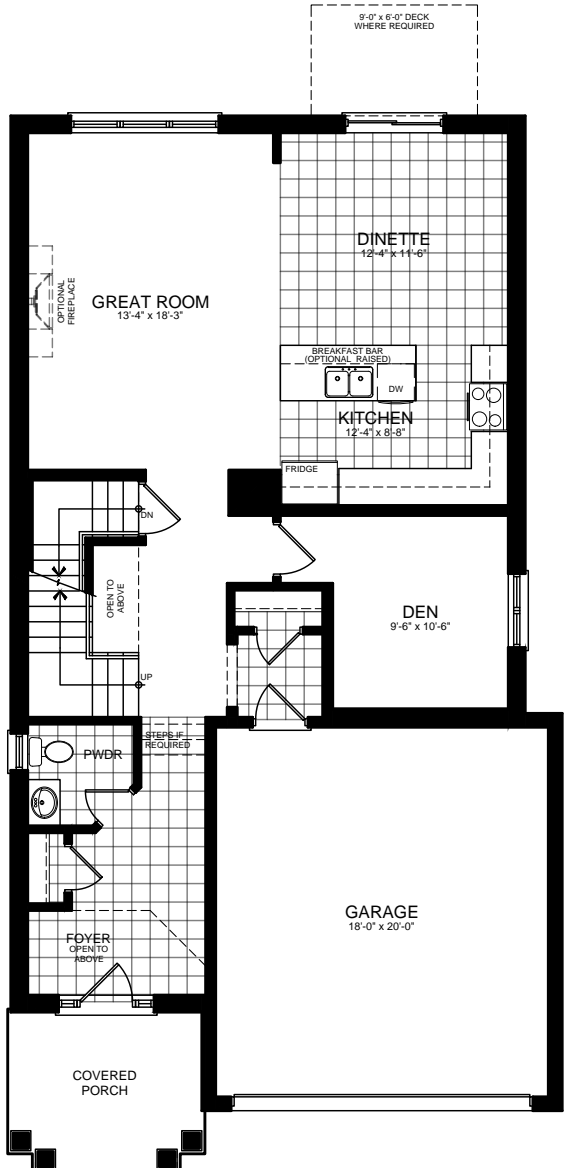 9'-0" x 6'-0" DECK
WHERE REQUIRED
DINETTE
12'-4" x 11'-6"
OPTIONAL
FIREPLACE
GREAT ROOM
13'-4" x 18'-3"
BREAKFAST BAR
(OPTIONAL RAISED)
DW
KITCHEN
12'-4" x 8'-8"
FRIDGE
DN
OPEN TO
ABOVE
DEN
9'-6" x 10'-6"
UP
STEPS IF
REQUIRED
PWDR
GARAGE
18'-0" x 20'-0"
FOYER
OPEN TO
ABOVE
COVERED
PORCH